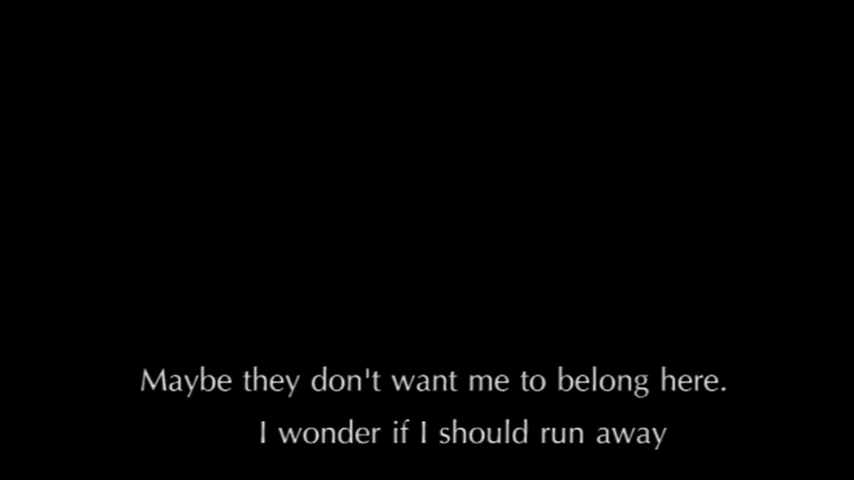 Maybe they don't want me to belong here.
I wonder if I should run away